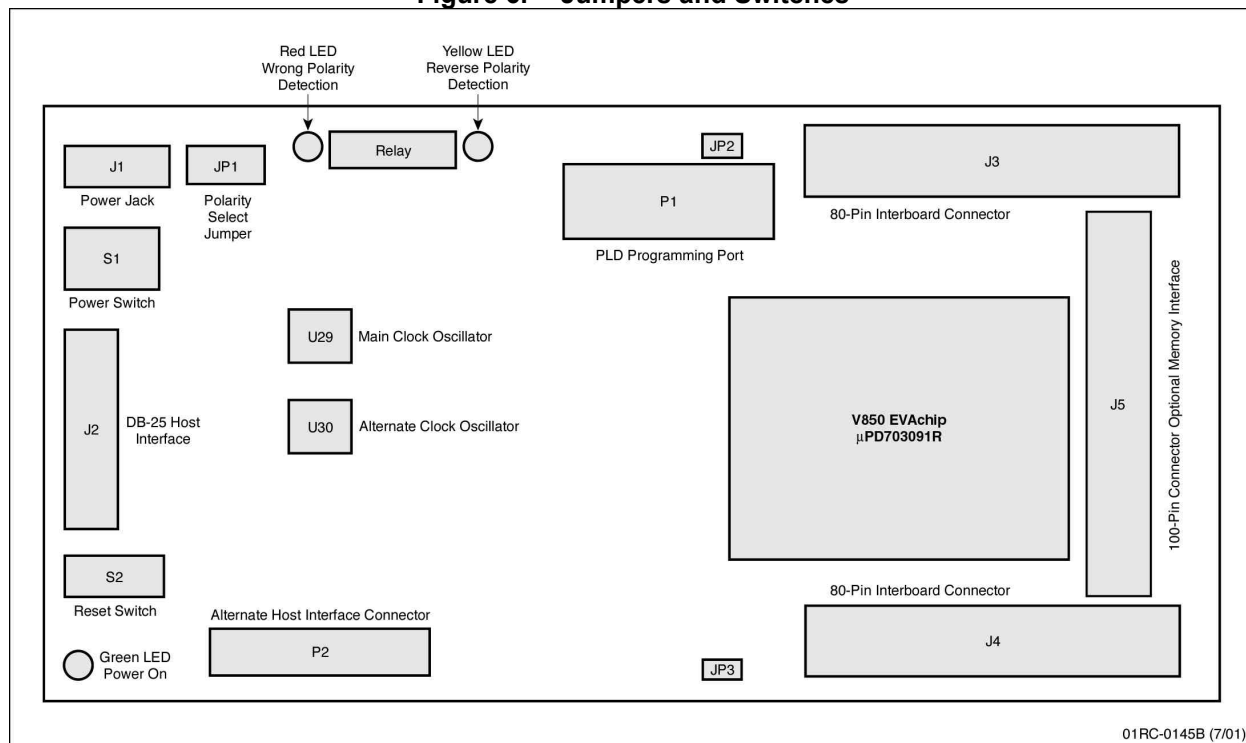 Figure Jumpers and Switches
Red LED
Wrong Polarity
Detection
Yellow LED
Reverse Polarity
Detection
J1
Power Jack
JP1
Polarity
Select
Jumper
Relay
JP2
P1
PLD Programming Port
J3
80-Pin Interboard Connector
S1
Power Switch
U29
Main Clock Oscillator
U30
Alternate Clock Oscillator
J2
DB-25 Host
Interface
V850 EVAchip
μPD703091R
J5
100-Pin Connector Optional Memory Interface
S2
Reset Switch
Green LED
Power On
Alternate Host Interface Connector
P2
JP3
80-Pin Interboard Connector
J4
01RC-0145B (7/01)